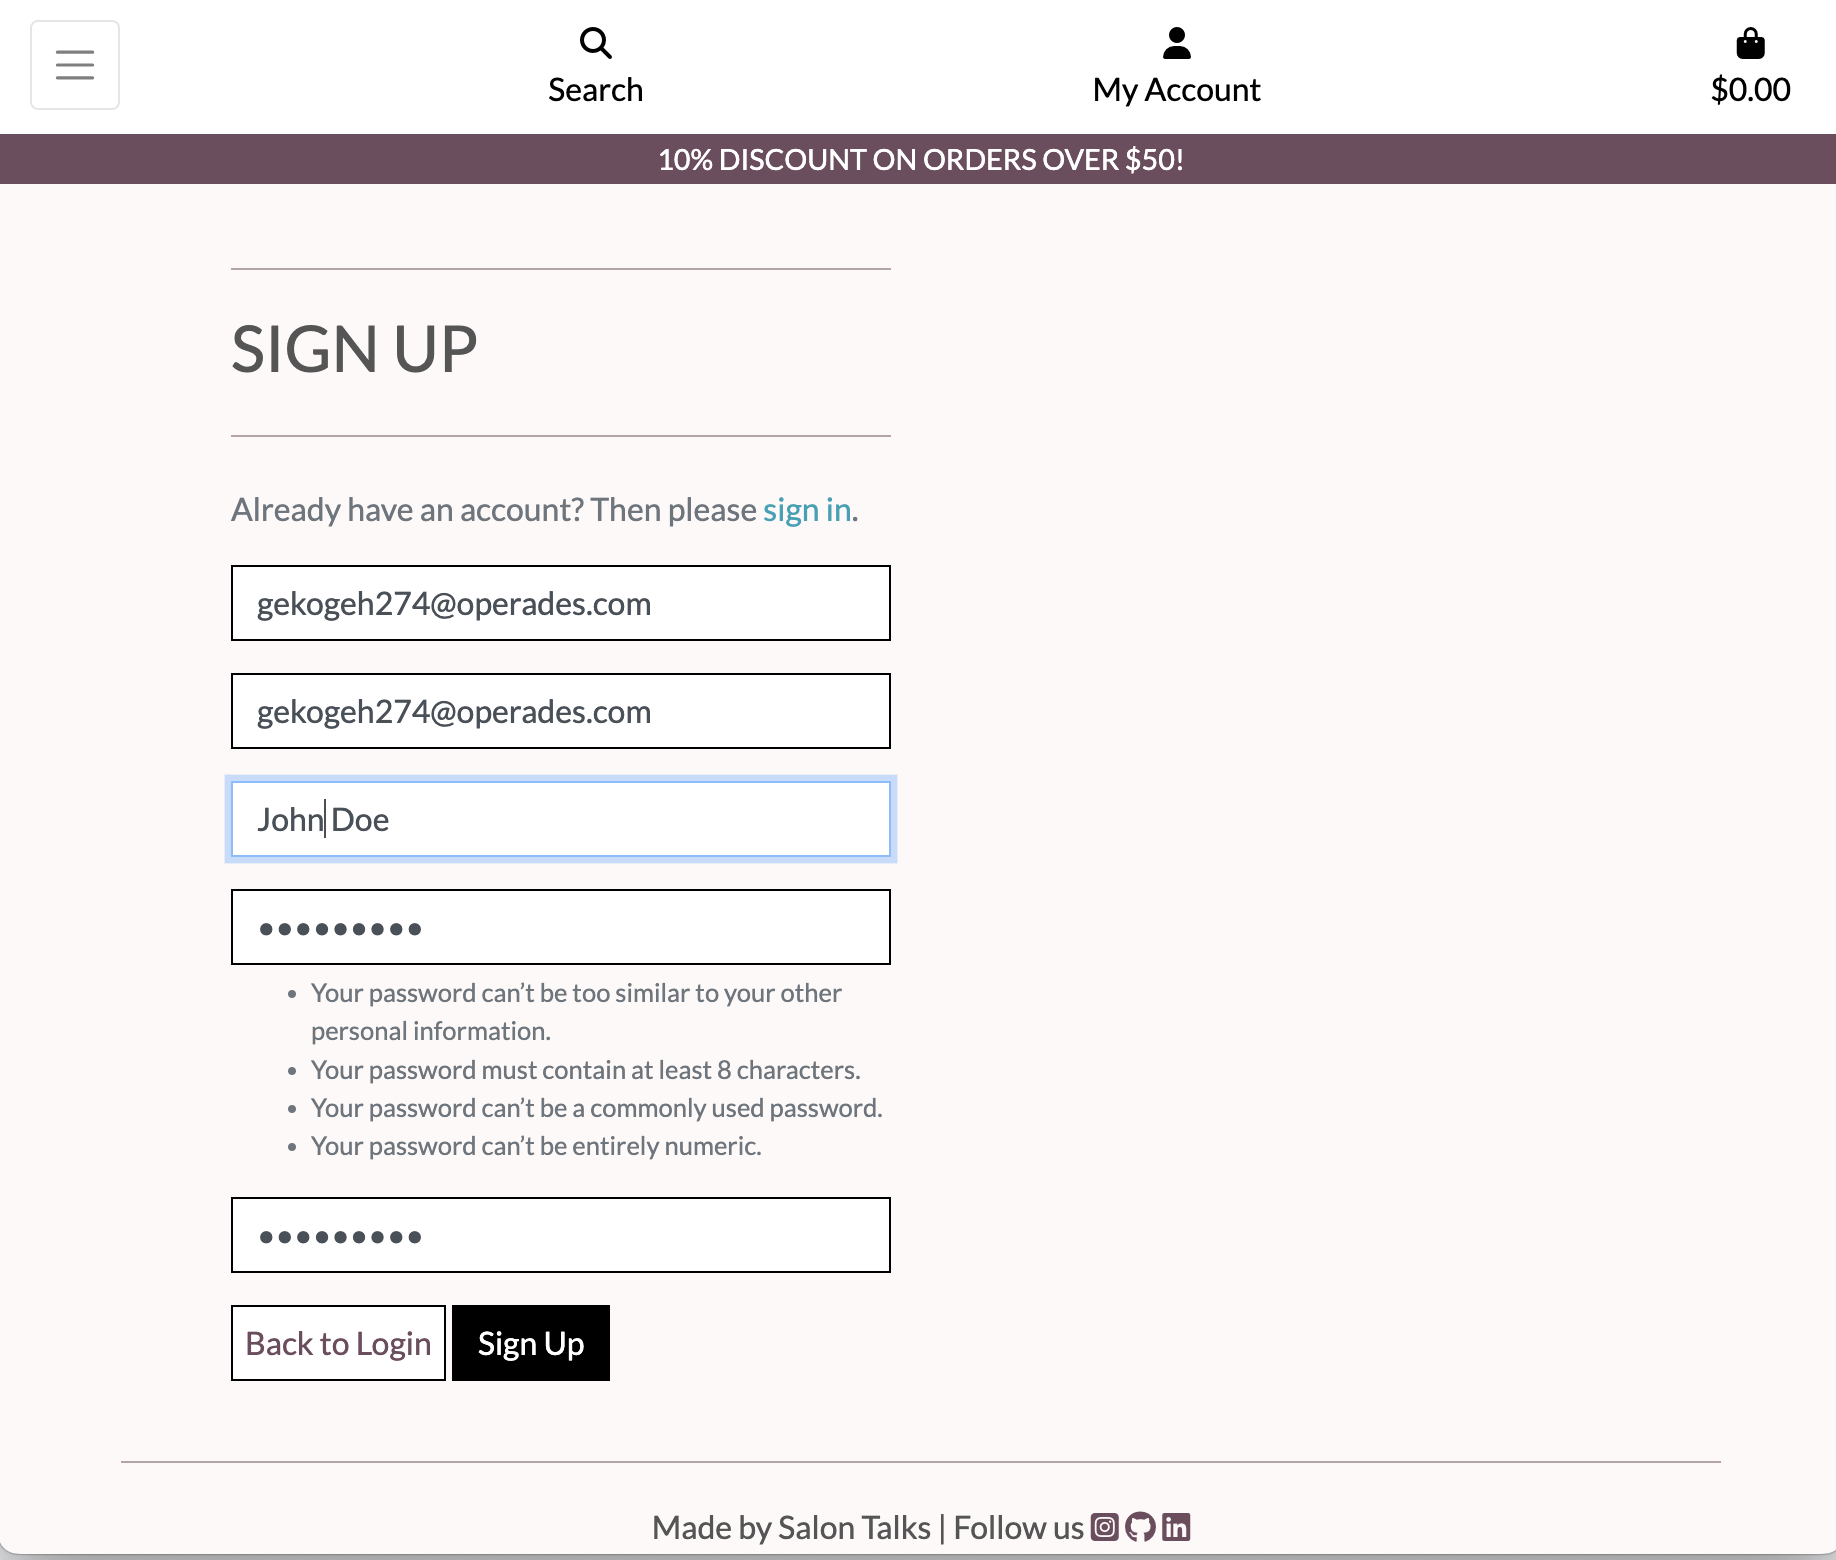 Search
My Account
$0.00
10% DISCOUNT ON ORDERS OVER $50!
SIGN UP
Already have an account? Then please sign in.
gekogeh274@operades.com
gekogeh274@operades.com
John Doe
•••••••••
• Your password can’t be too similar to your other
personal information.
• Your password must contain at least 8 characters.
• Your password can’t be a commonly used password.
• Your password can’t be entirely numeric.
•••••••••
Back to Login
Sign Up
Made by Salon Talks | Follow us